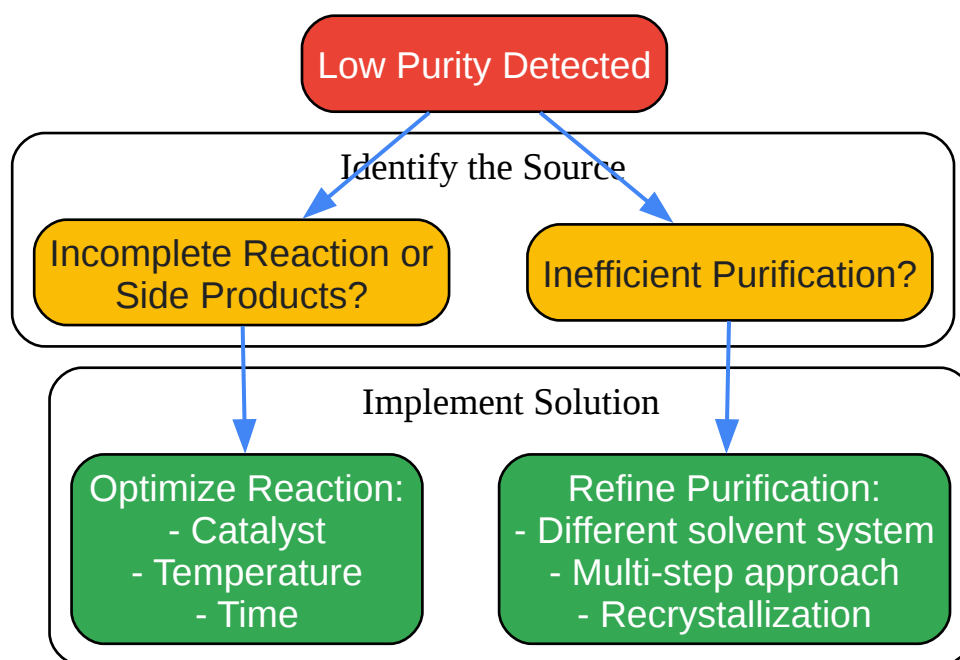 Low Purity Detected
Identify the Source
Incomplete Reaction or
Side Products?
Inefficient Purification?
Implement Solution
Optimize Reaction:
- Catalyst
- Temperature
- Time
Refine Purification:
- Different solvent system
- Multi-step approach
- Recrystallization